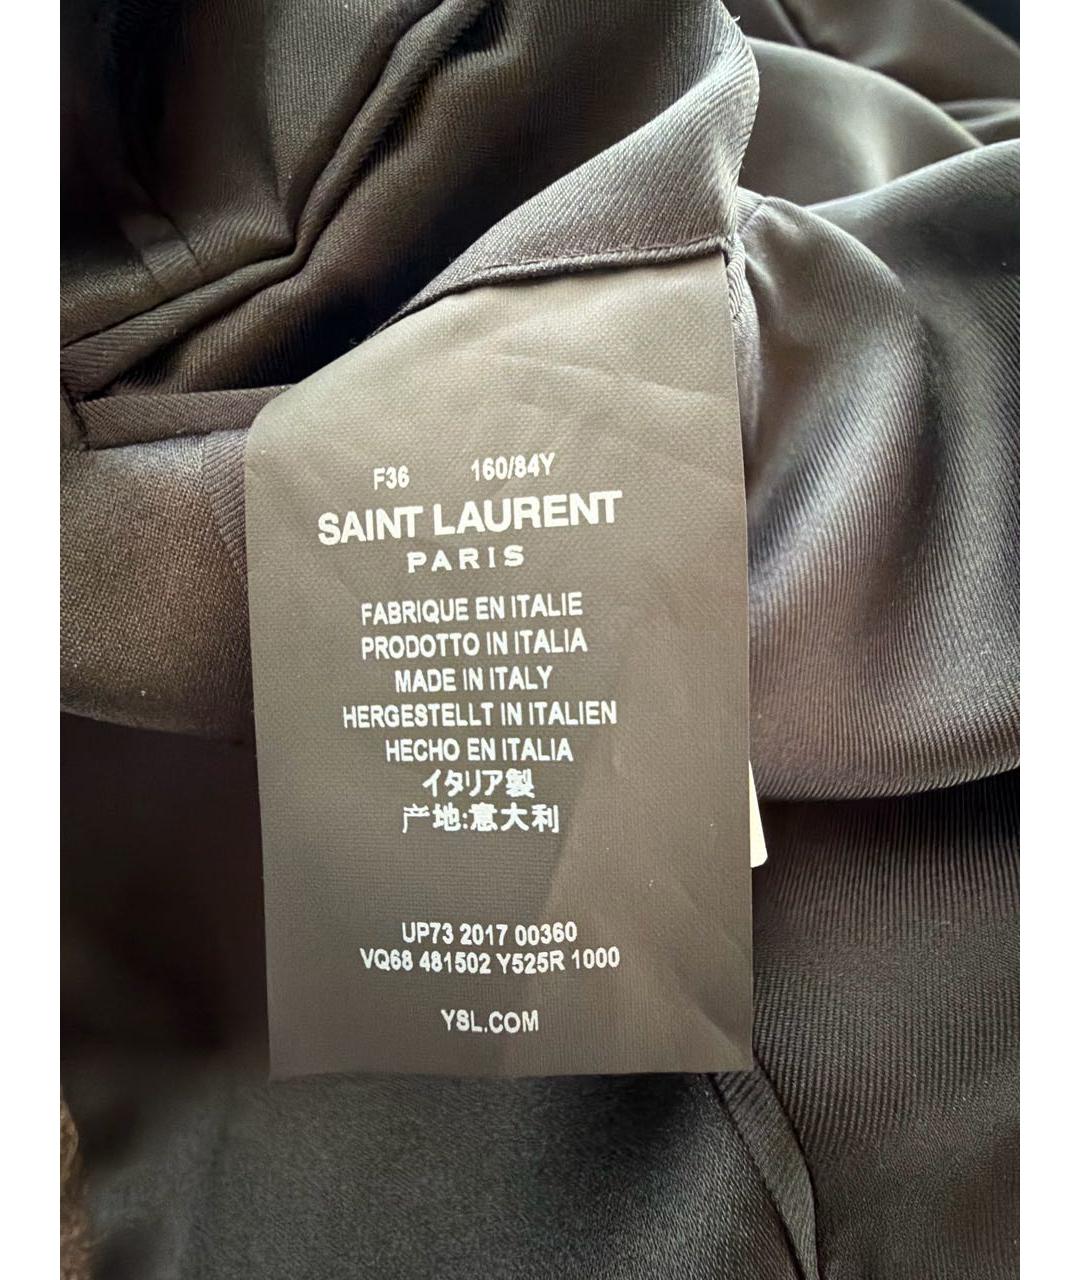 F36 160/84Y
SAINT LAURENT
PARIS
FABRIQUE EN ITALIE
PRODOTTO IN ITALIA
MADE IN ITALY
HERGESTELLT IN ITALIEN
HECHO EN ITALIA
イタリア製
产地:意大利
UP73 2017 00360
VQ68 481502 Y525R 1000
YSL.COM